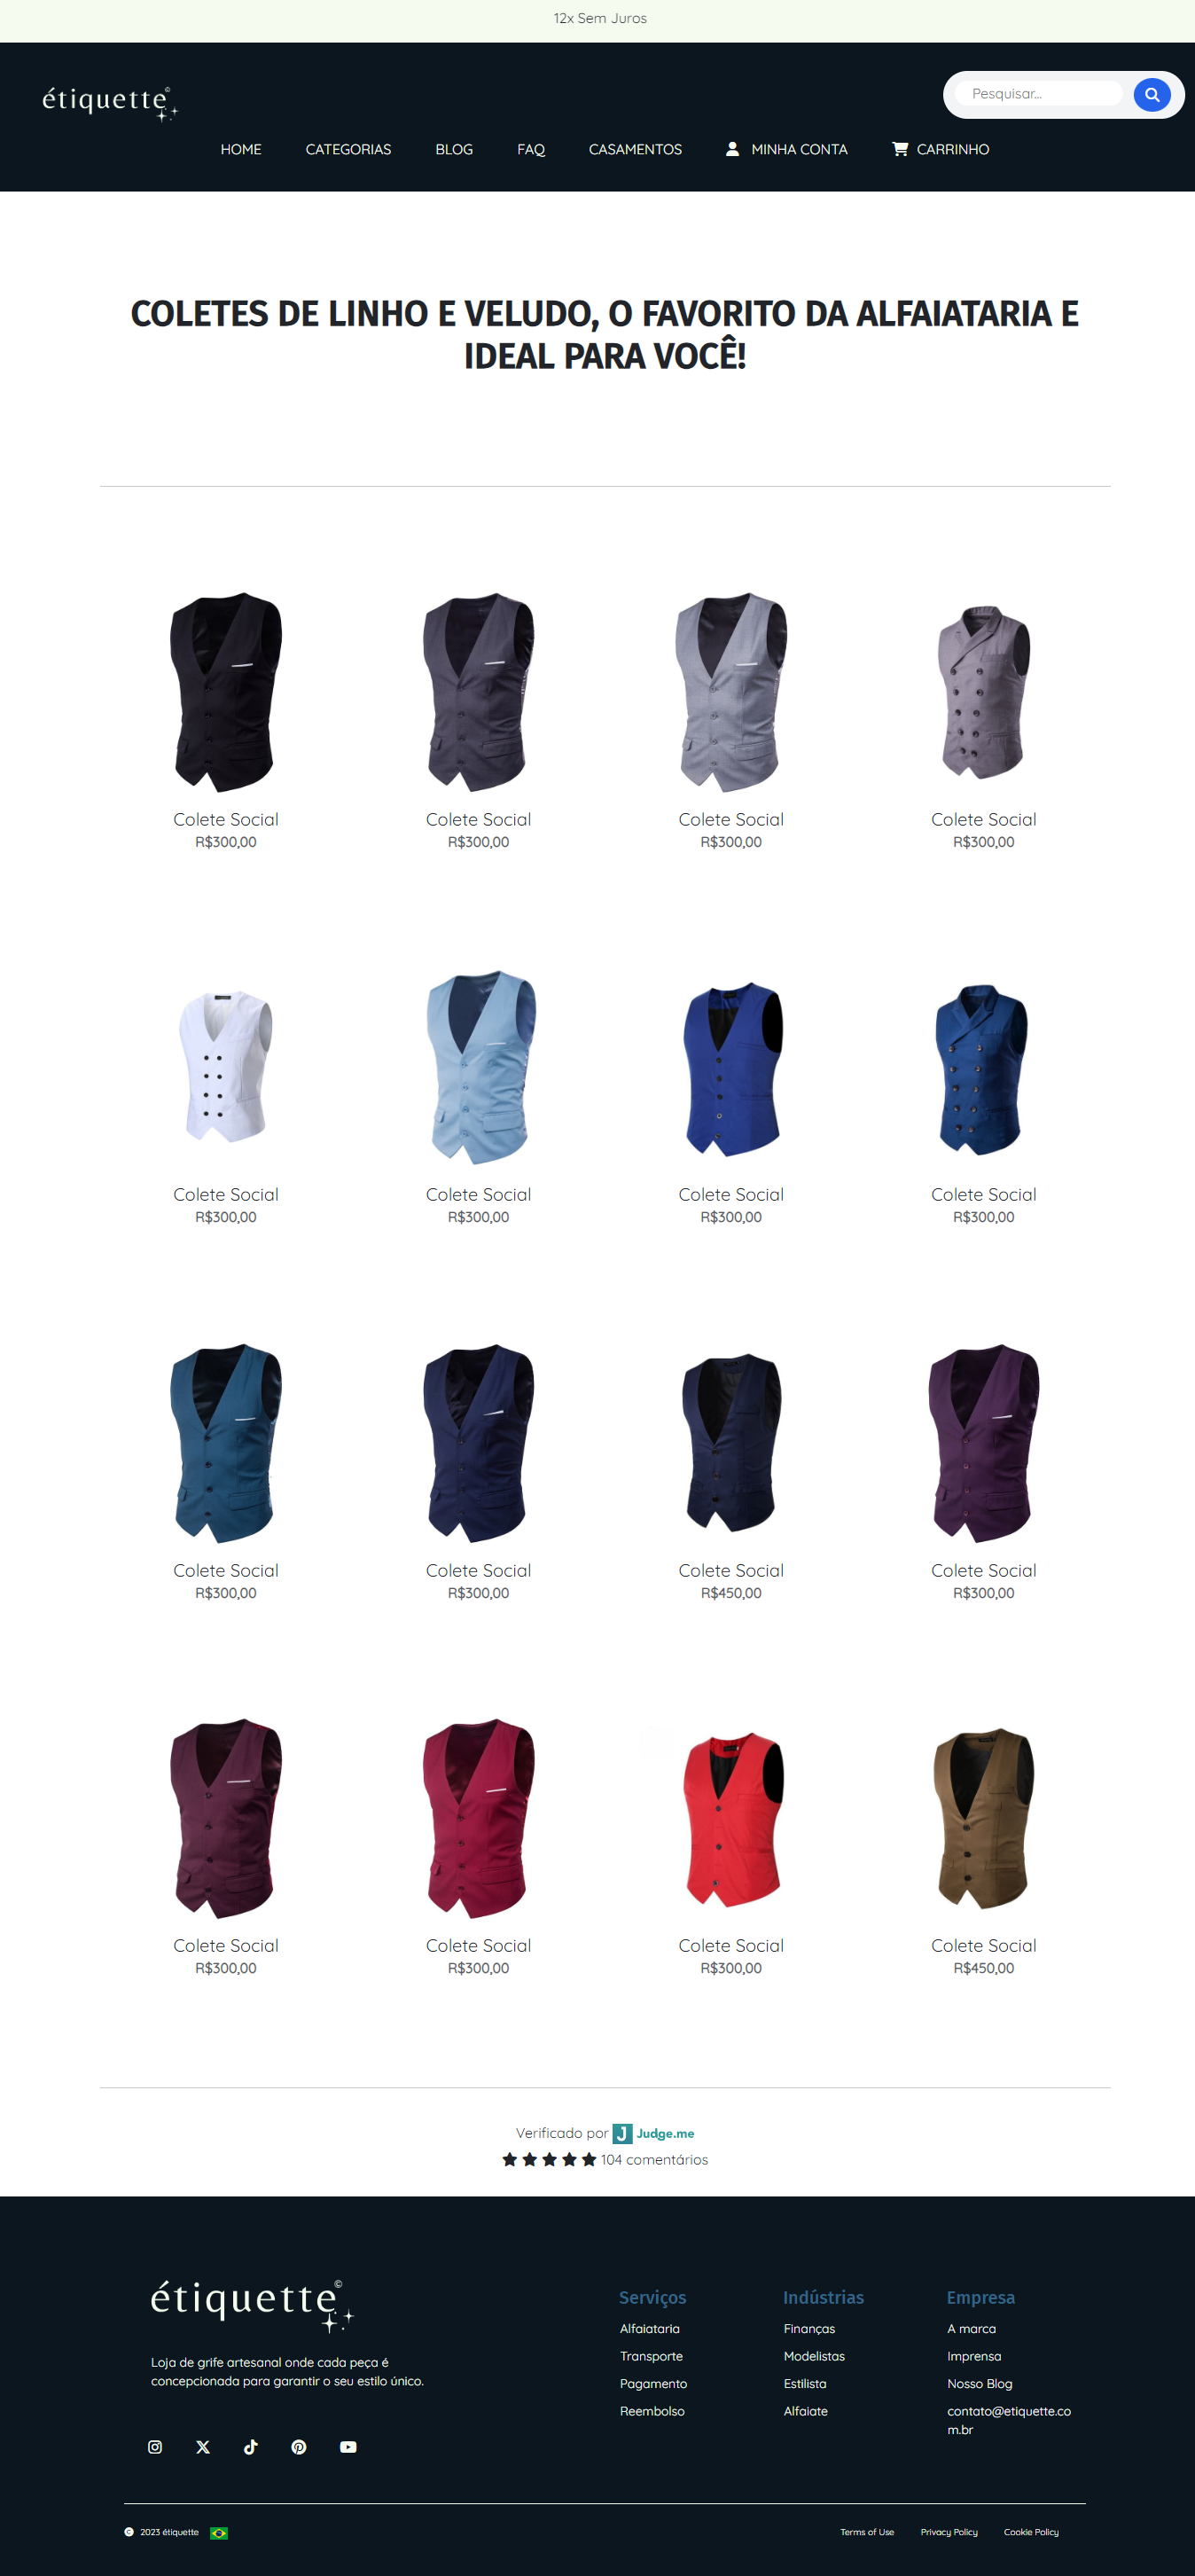 12x Sem Juros
étiquette©
Pesquisar...
HOME CATEGORIAS BLOG FAQ CASAMENTOS MINHA CONTA CARRINHO
COLETES DE LINHO E VELUDO, O FAVORITO DA ALFAIATARIA E
IDEAL PARA VOCÊ!
Colete Social Colete Social Colete Social Colete Social
R$300,00 R$300,00 R$300,00 R$300,00
Colete Social Colete Social Colete Social Colete Social
R$300,00 R$300,00 R$300,00 R$300,00
Colete Social Colete Social Colete Social Colete Social
R$300,00 R$300,00 R$450,00 R$300,00
Colete Social Colete Social Colete Social Colete Social
R$300,00 R$300,00 R$300,00 R$450,00
Verificado por J Judge.me
104 comentários
étiquette©
Loja de grife artesanal onde cada peça é
concepcionada para garantir o seu estilo único.
Serviços
Alfaiataria
Transporte
Pagamento
Reembolso
Indústrias
Finanças
Modelistas
Estilista
Alfaiate
Empresa
A marca
Imprensa
Nosso Blog
contato@etiquette.co
m.br
© 2023 étiquette
Terms of Use Privacy Policy Cookie Policy